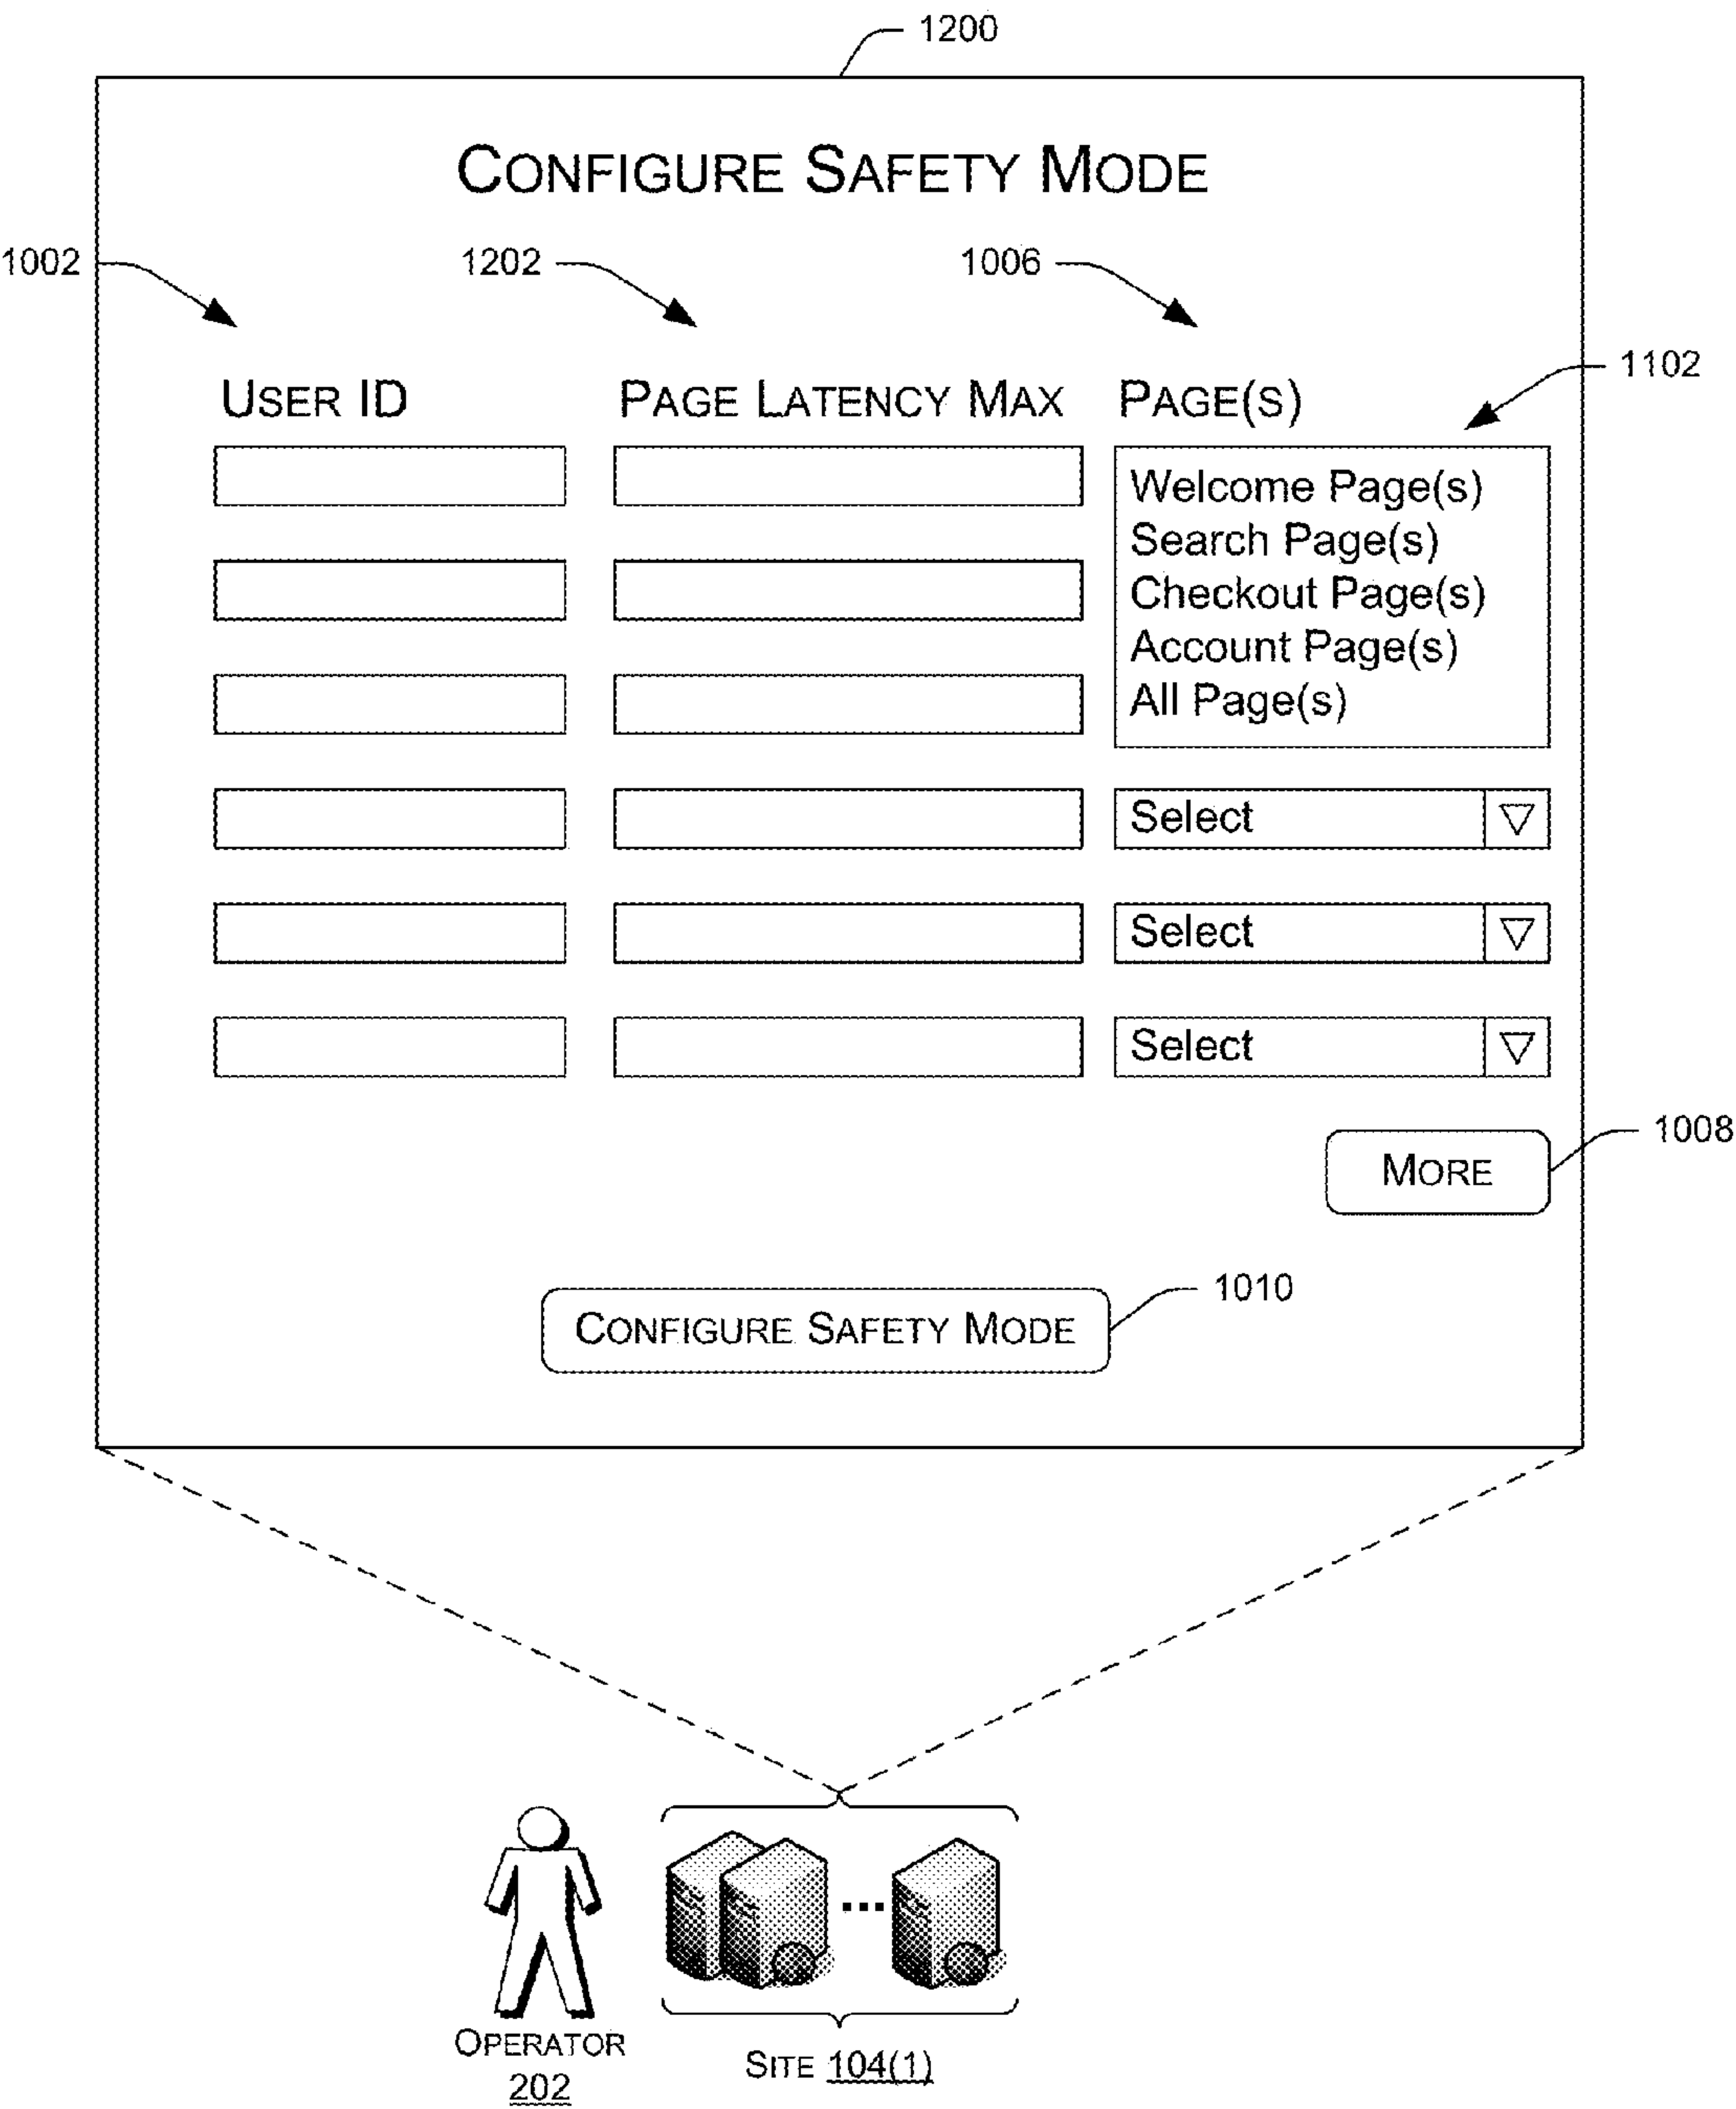 1200
CONFIGURE SAFETY MODE
1002
1202
1006
1102
USER ID
PAGE LATENCY MAX
PAGE(S)
Welcome Page(s)
Search Page(s)
Checkout Page(s)
Account Page(s)
All Page(s)
Select
Select
Select
1008
MORE
1010
CONFIGURE SAFETY MODE
OPERATOR
202
SITE 104(1)